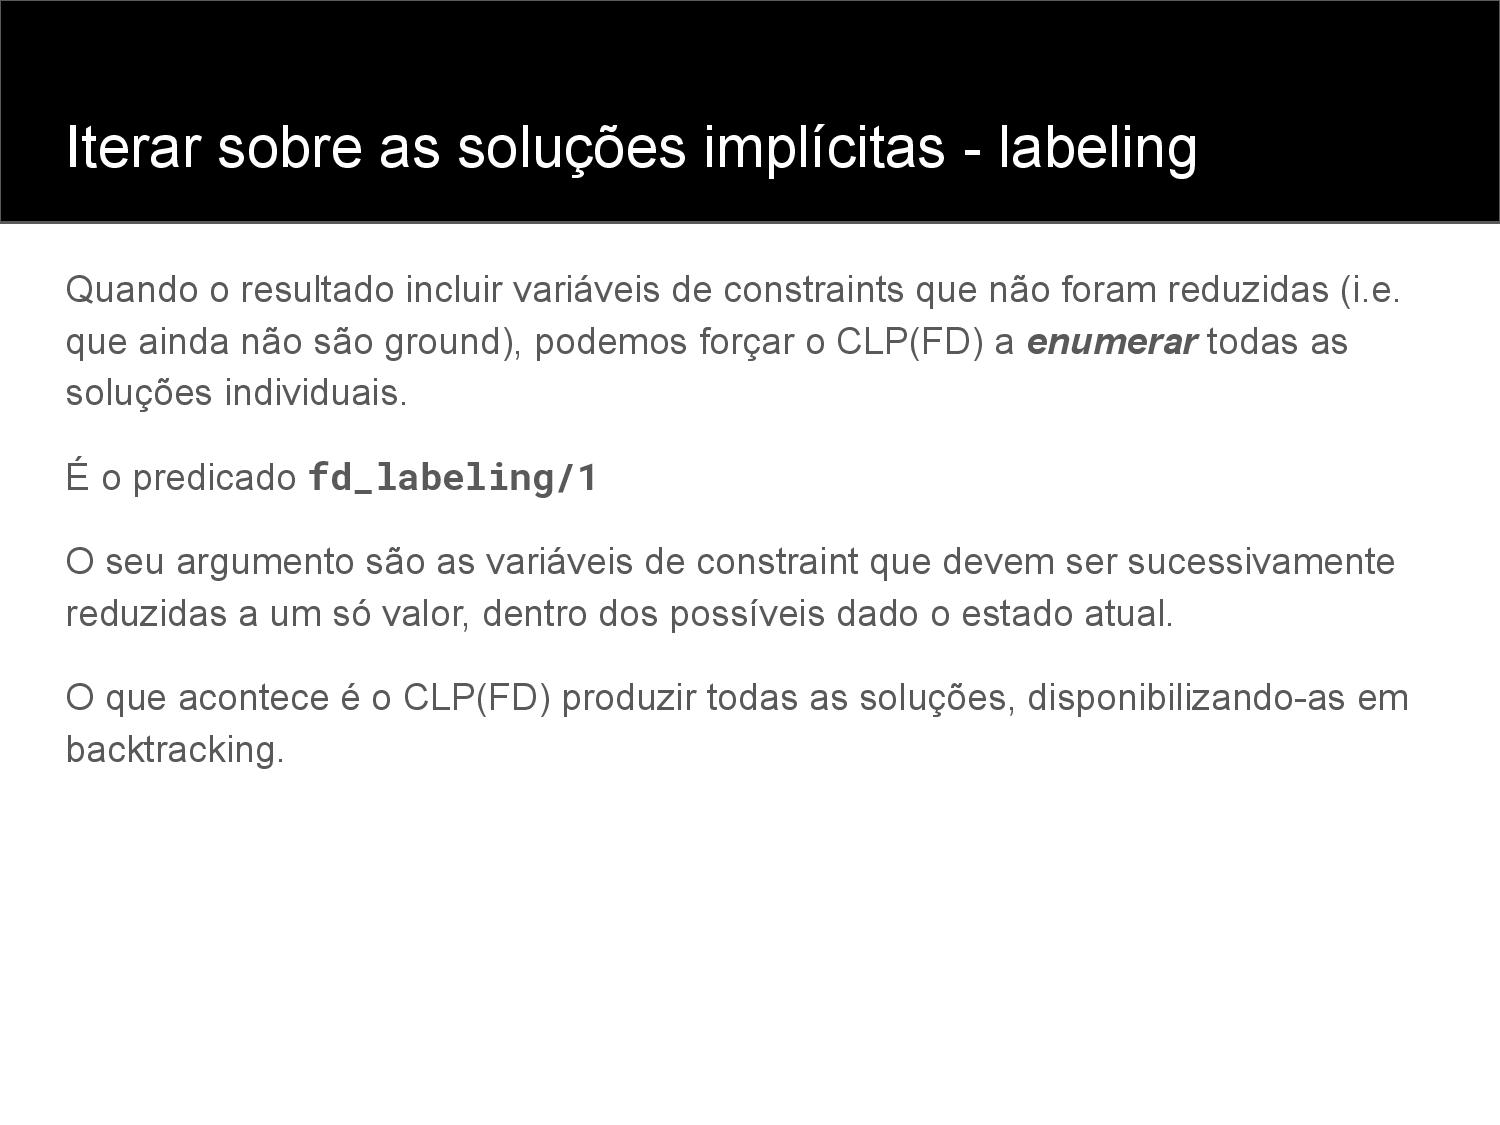 Iterar sobre as soluções implícitas - labeling
Quando o resultado incluir variáveis de constraints que não foram reduzidas (i.e.
que ainda não são ground), podemos forçar o CLP(FD) a enumerar todas as
soluções individuais.
É o predicado fd_labeling/1
O seu argumento são as variáveis de constraint que devem ser sucessivamente
reduzidas a um só valor, dentro dos possíveis dado o estado atual.
O que acontece é o CLP(FD) produzir todas as soluções, disponibilizando-as em
backtracking.